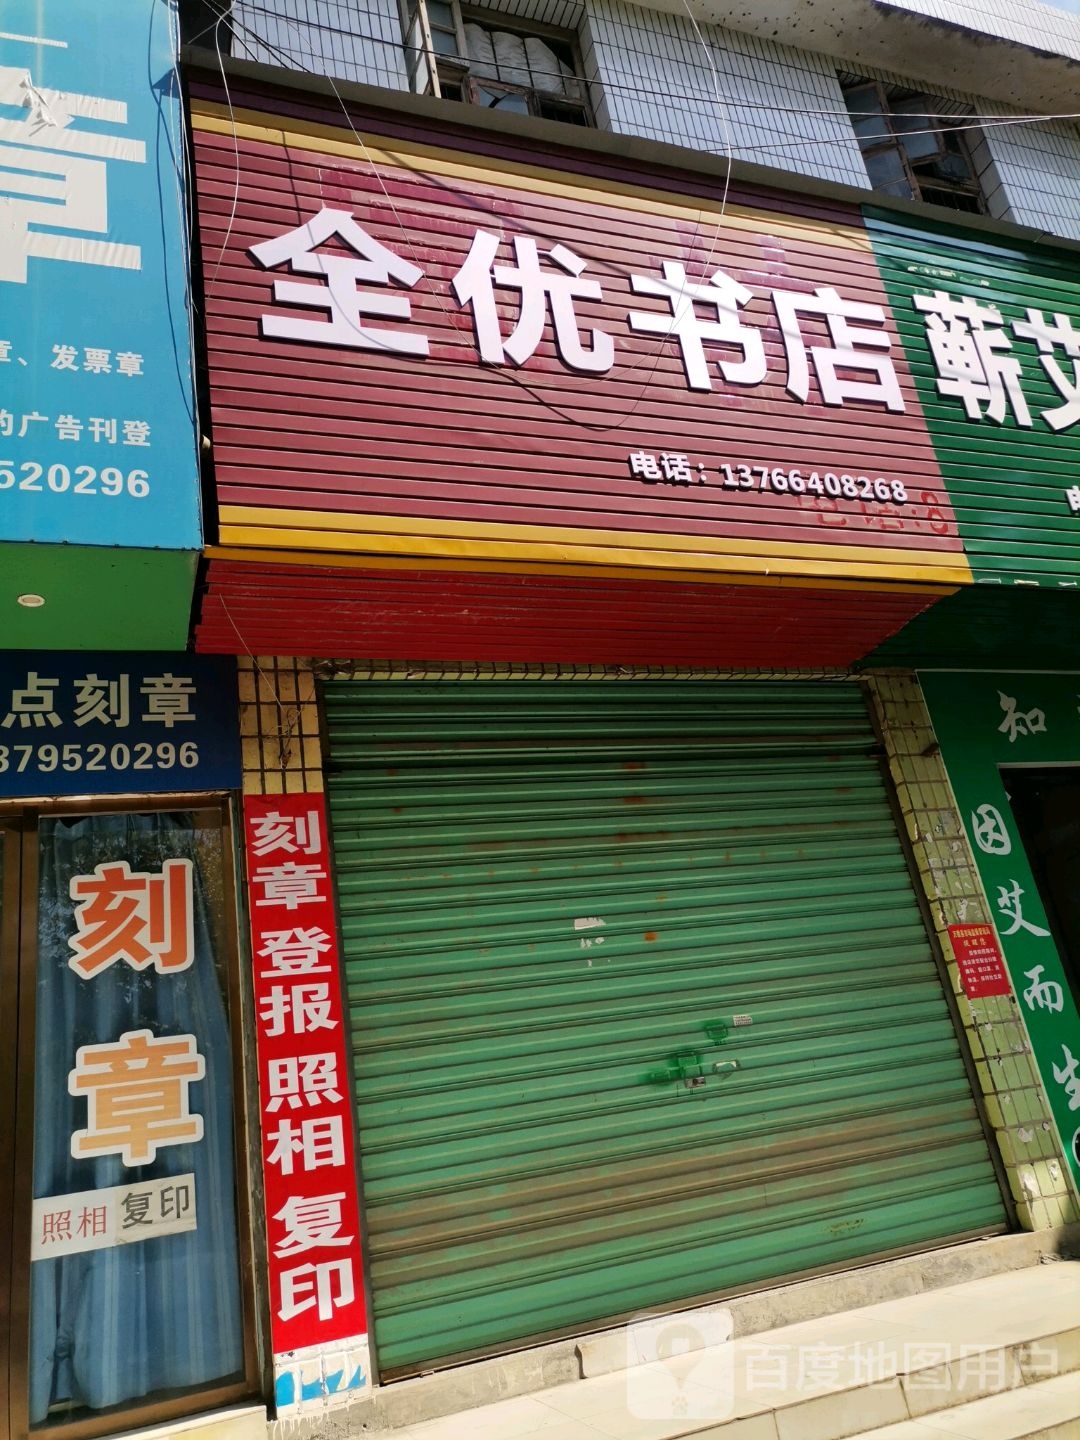 章
章、发票章
的广告刊登
520296
全优书店
电话：13766408268
蕲艾
点刻章
379520296
刻章
照相 复印
刻章 登报 照相 复印
知
因艾而生
百度地图用户